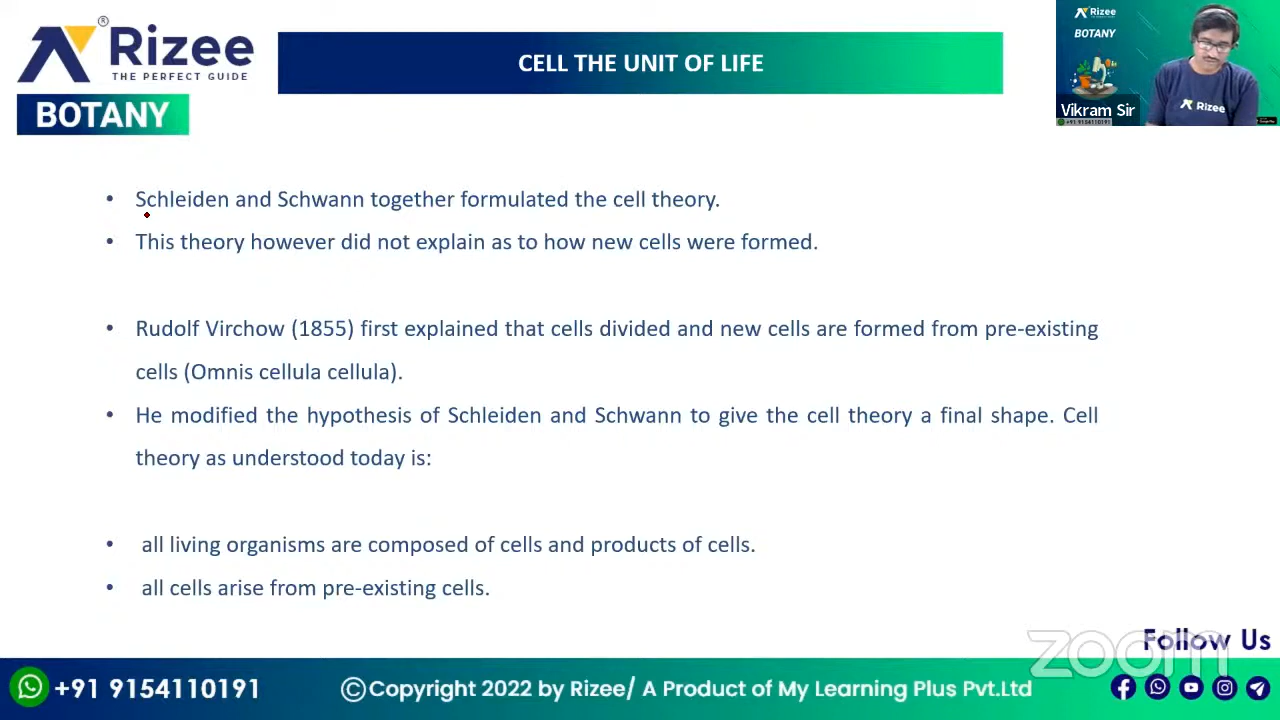 Rizee®
THE PERFECT GUIDE
BOTANY
CELL THE UNIT OF LIFE
Rizee
BOTANY
Rizee
Vikram Sir
+91 9154110191
• Schleiden and Schwann together formulated the cell theory.
• This theory however did not explain as to how new cells were formed.
• Rudolf Virchow (1855) first explained that cells divided and new cells are formed from pre-existing
cells (Omnis cellula cellula).
• He modified the hypothesis of Schleiden and Schwann to give the cell theory a final shape. Cell
theory as understood today is:
• all living organisms are composed of cells and products of cells.
• all cells arise from pre-existing cells.
Follow Us
zoom
+91 9154110191
©Copyright 2022 by Rizee/ A Product of My Learning Plus Pvt.Ltd